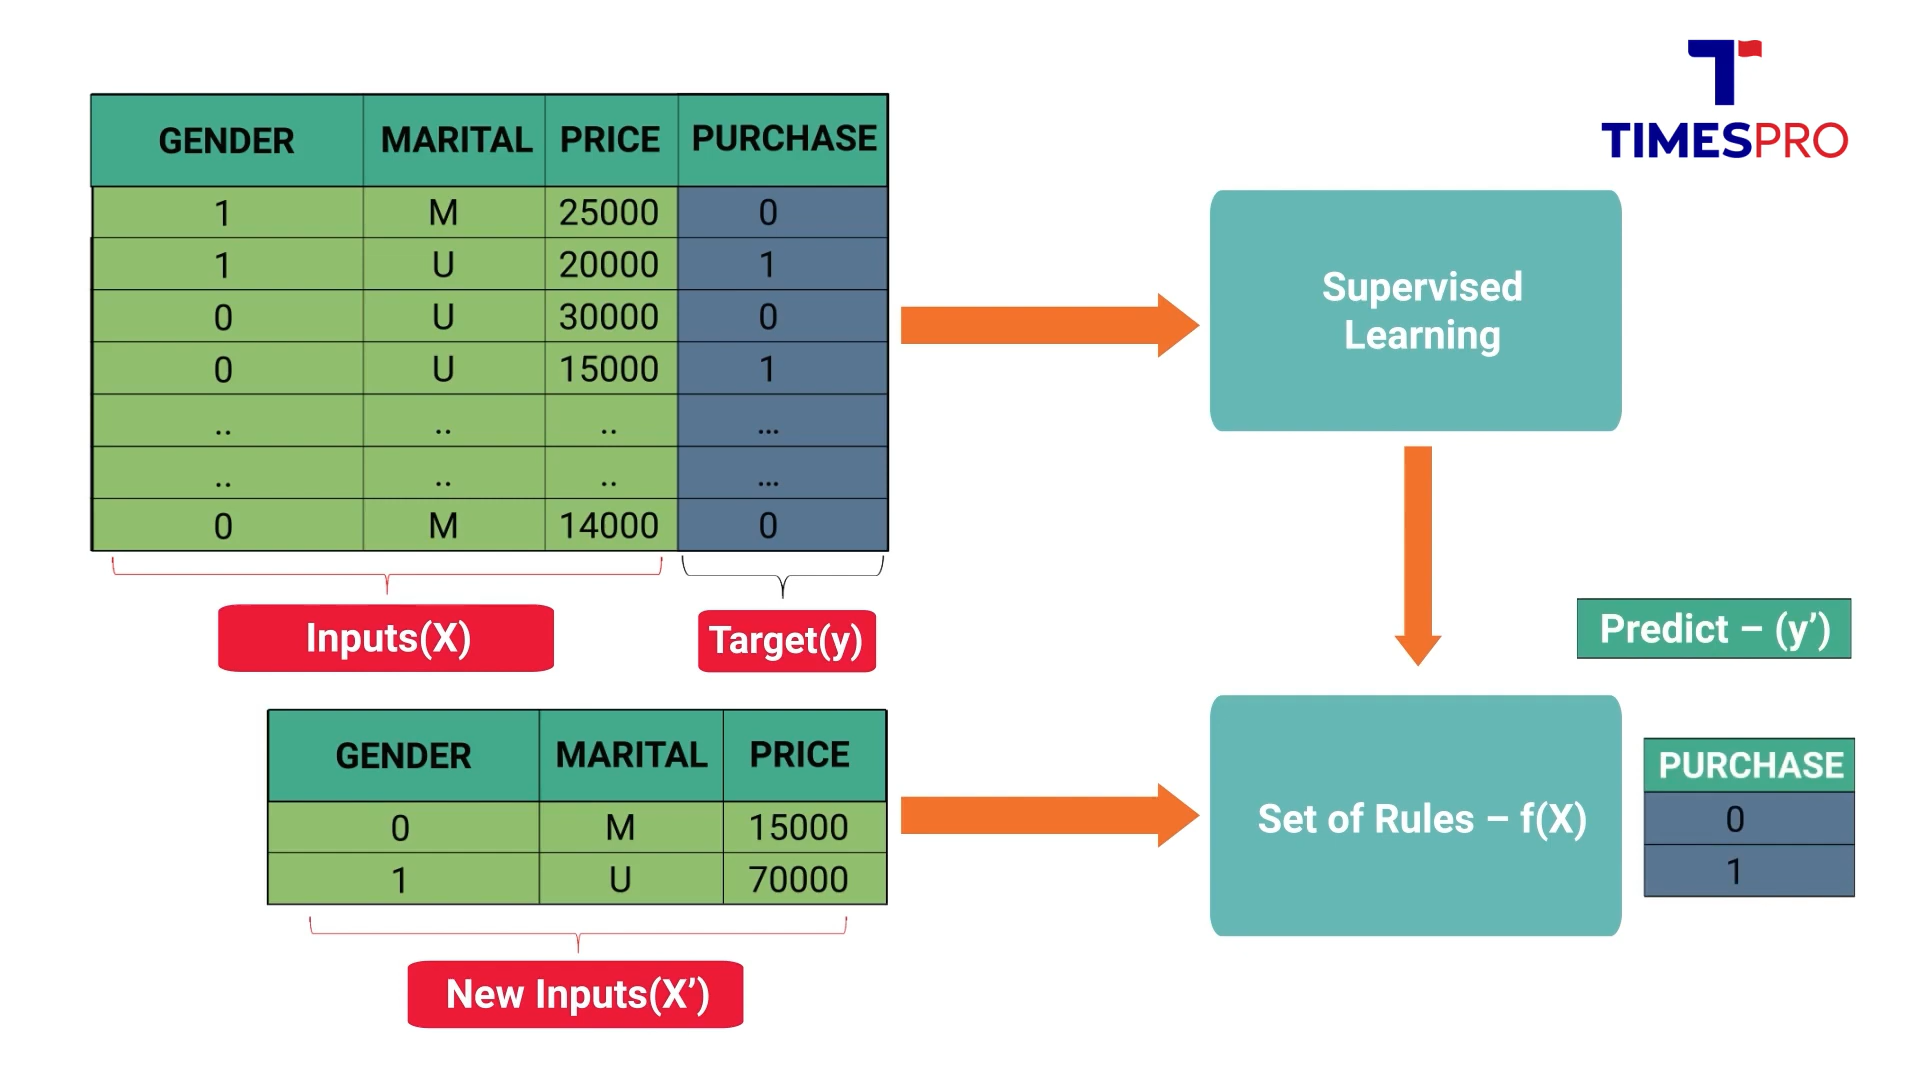 TIMESPRO
GENDER MARITAL PRICE PURCHASE
1 M 25000 0
1 U 20000 1
0 U 30000 0
0 U 15000 1
.. .. .. ...
.. .. .. ...
0 M 14000 0
Inputs(X) Target(y)
Supervised
Learning
GENDER MARITAL PRICE
0 M 15000
1 U 70000
New Inputs(X’)
Set of Rules – f(X)
Predict – (y’)
PURCHASE
0
1